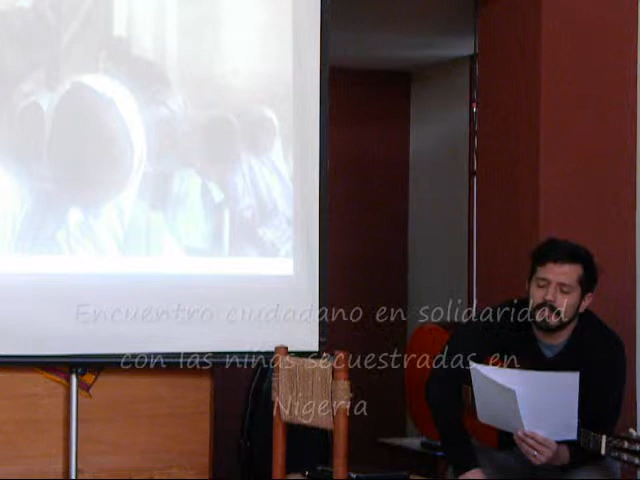 Encuentro ciudadano en solidaridad
con las niñas secuestradas en
Nigeria